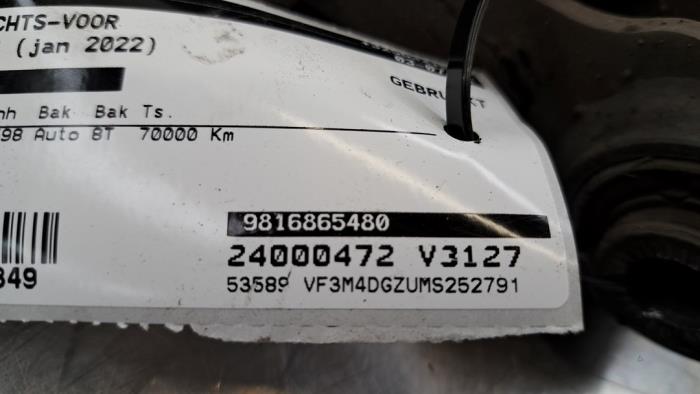 CHTS-VOOR
(jan 2022)
GEBRUIKT
nh Bak Bak Ts.
98 Auto 8T 70000 Km
9816865480
24000472 V3127
349
53589 VF3M4DGZUMS252791